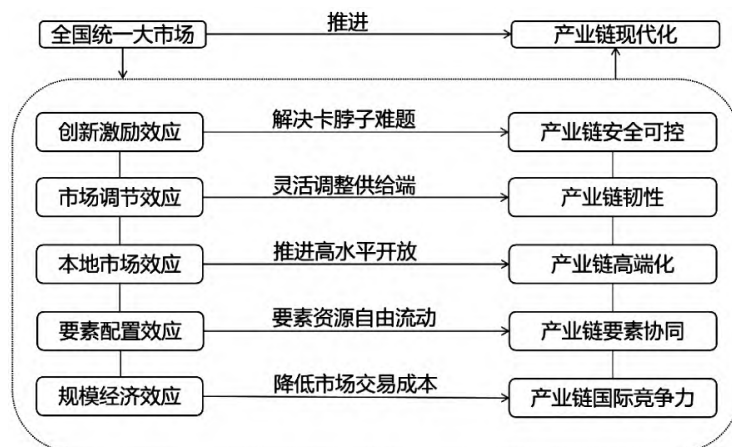 全国统一大市场 推进 产业链现代化
创新激励效应 解决卡脖子难题 产业链安全可控
市场调节效应 灵活调整供给端 产业链韧性
本地市场效应 推进高水平开放 产业链高端化
要素配置效应 要素资源自由流动 产业链要素协同
规模经济效应 降低市场交易成本 产业链国际竞争力